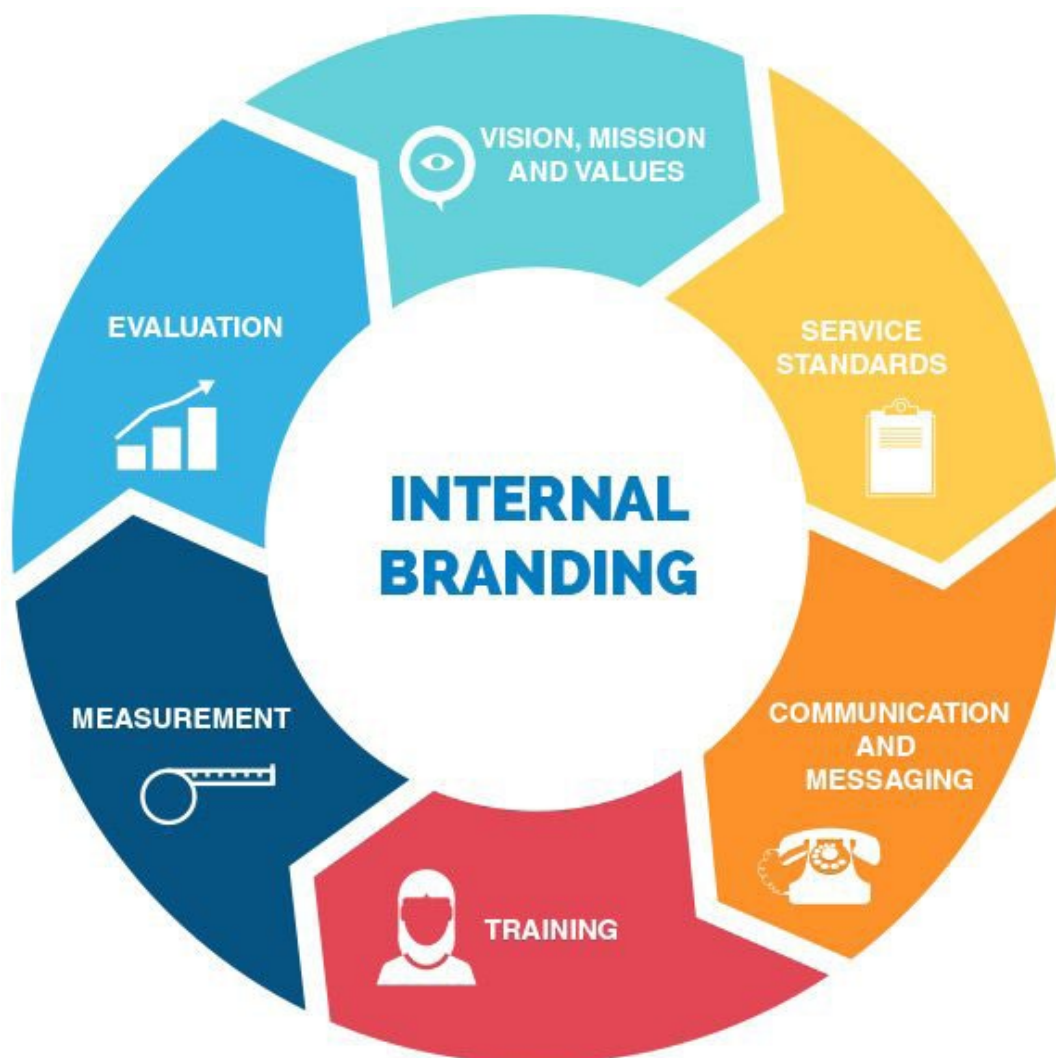 VISION, MISSION
AND VALUES
SERVICE
STANDARDS
COMMUNICATION
AND
MESSAGING
TRAINING
MEASUREMENT
EVALUATION
INTERNAL
BRANDING